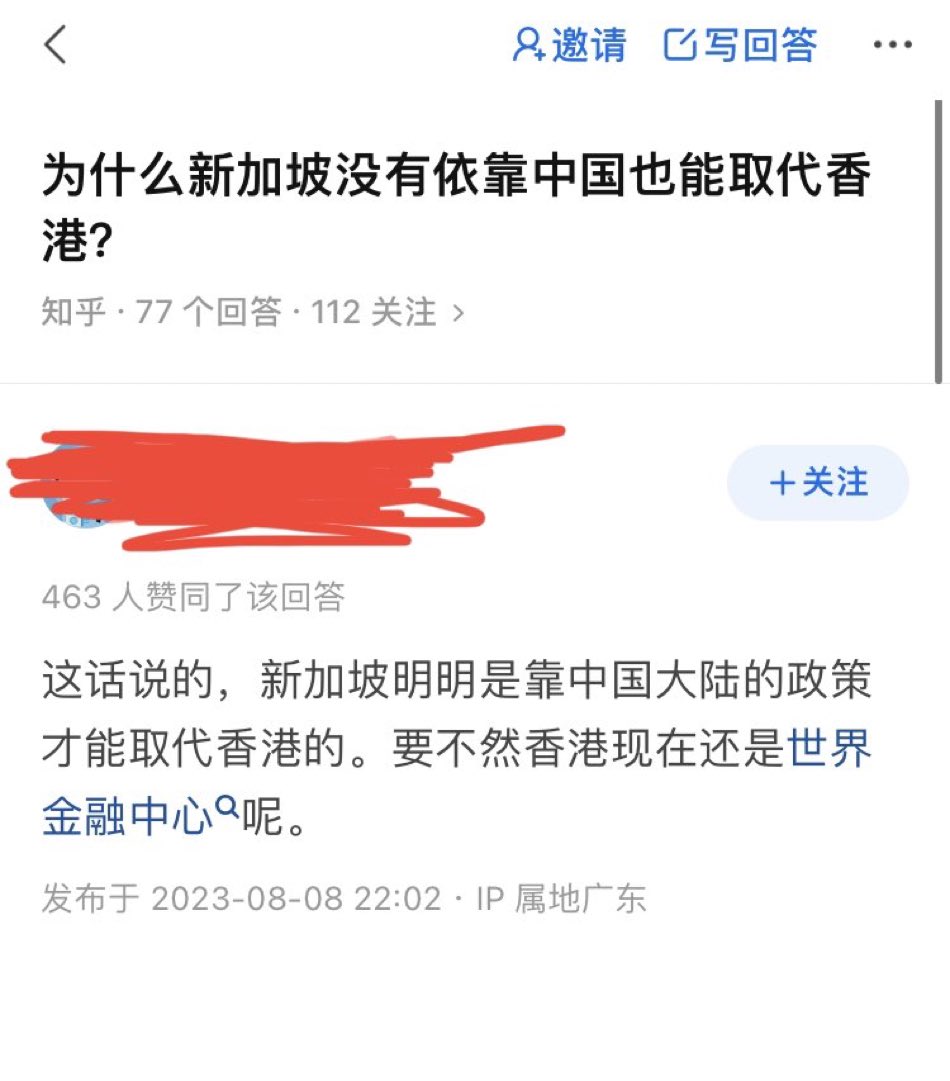 邀请 写回答
为什么新加坡没有依靠中国也能取代香
港?
知乎 · 77 个回答 · 112 关注 >
+关注
463 人赞同了该回答
这话说的，新加坡明明是靠中国大陆的政策
才能取代香港的。要不然香港现在还是世界
金融中心呢。
发布于 2023-08-08 22:02 · IP 属地广东